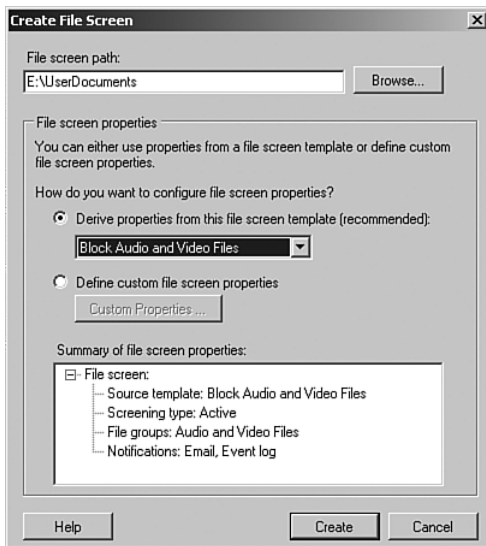 Create File Screen
File screen path:
E:\UserDocuments
Browse...
File screen properties
You can either use properties from a file screen template or define custom
file screen properties.
How do you want to configure file screen properties?
Derive properties from this file screen template (recommended):
Block Audio and Video Files
Define custom file screen properties
Custom Properties ...
Summary of file screen properties:
File screen:
Source template: Block Audio and Video Files
Screening type: Active
File groups: Audio and Video Files
Notifications: Email, Event log
Help
Create
Cancel